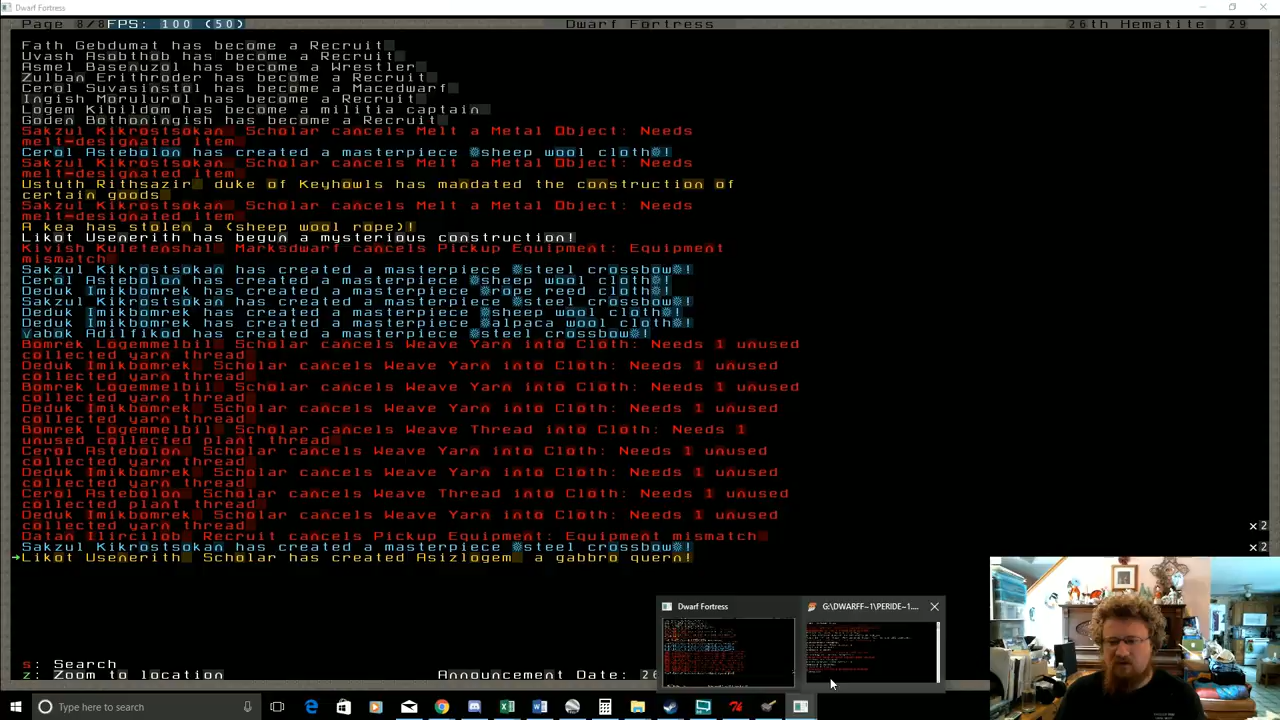 Page 8/8 FPS: 100 (50) Dwarf Fortress 26th Hematite 29
Fath Gebdumat has become a Recruit
Uvash Asobthob has become a Recruit
Asmel Basenuzol has become a Wrestler
Zulban Erithroder has become a Recruit
Cerol Suvasinstol has become a Macedwarf
Ingish Morulurol has become a Recruit
Logem Kibildom has become a militia captain
Goden Bothoningish has become a Recruit
Sakzul Kikrostsokan Scholar cancels Melt a Metal Object: Needs
melt-designated item
Cerol Astebolon has created a masterpiece ☼sheep wool cloth☼!
Sakzul Kikrostsokan Scholar cancels Melt a Metal Object: Needs
melt-designated item
Ustuth Rithsazir duke of Keyhowls has mandated the construction of
certain goods
Sakzul Kikrostsokan Scholar cancels Melt a Metal Object: Needs
melt-designated item
A kea has stolen a (sheep wool rope)!
Likot Usenerith has begun a mysterious construction!
Kivish Kuletenshal Marksdwarf cancels Pickup Equipment: Equipment
mismatch
Sakzul Kikrostsokan has created a masterpiece ☼steel crossbow☼!
Cerol Astebolon has created a masterpiece ☼sheep wool cloth☼!
Deduk Imikbomrek has created a masterpiece ☼rope reed cloth☼!
Sakzul Kikrostsokan has created a masterpiece ☼steel crossbow☼!
Deduk Imikbomrek has created a masterpiece ☼sheep wool cloth☼!
Deduk Imikbomrek has created a masterpiece ☼alpaca wool cloth☼!
Vabok Adilfikod has created a masterpiece ☼steel crossbow☼!
Bomrek Logemmelbil Scholar cancels Weave Yarn into Cloth: Needs 1 unused
collected yarn thread
Deduk Imikbomrek Scholar cancels Weave Yarn into Cloth: Needs 1 unused
collected yarn thread
Bomrek Logemmelbil Scholar cancels Weave Yarn into Cloth: Needs 1 unused
collected yarn thread
Deduk Imikbomrek Scholar cancels Weave Yarn into Cloth: Needs 1 unused
collected yarn thread
Bomrek Logemmelbil Scholar cancels Weave Thread into Cloth: Needs 1
unused collected plant thread
Cerol Astebolon Scholar cancels Weave Yarn into Cloth: Needs 1 unused
collected yarn thread
Deduk Imikbomrek Scholar cancels Weave Yarn into Cloth: Needs 1 unused
collected yarn thread
Cerol Astebolon Scholar cancels Weave Thread into Cloth: Needs 1 unused
collected plant thread
Deduk Imikbomrek Scholar cancels Weave Yarn into Cloth: Needs 1 unused
collected yarn thread
Datan Ilircilob Recruit cancels Pickup Equipment: Equipment mismatch ×2
Sakzul Kikrostsokan has created a masterpiece ☼steel crossbow☼! ×2
Likot Usenerith Scholar has created Asizlogem a gabbro quern!
Dwarf Fortress G:\DWARFF~1\PERIDE~1....
s: Search
z: Zoom to location Announcement Date: 26
Type here to search